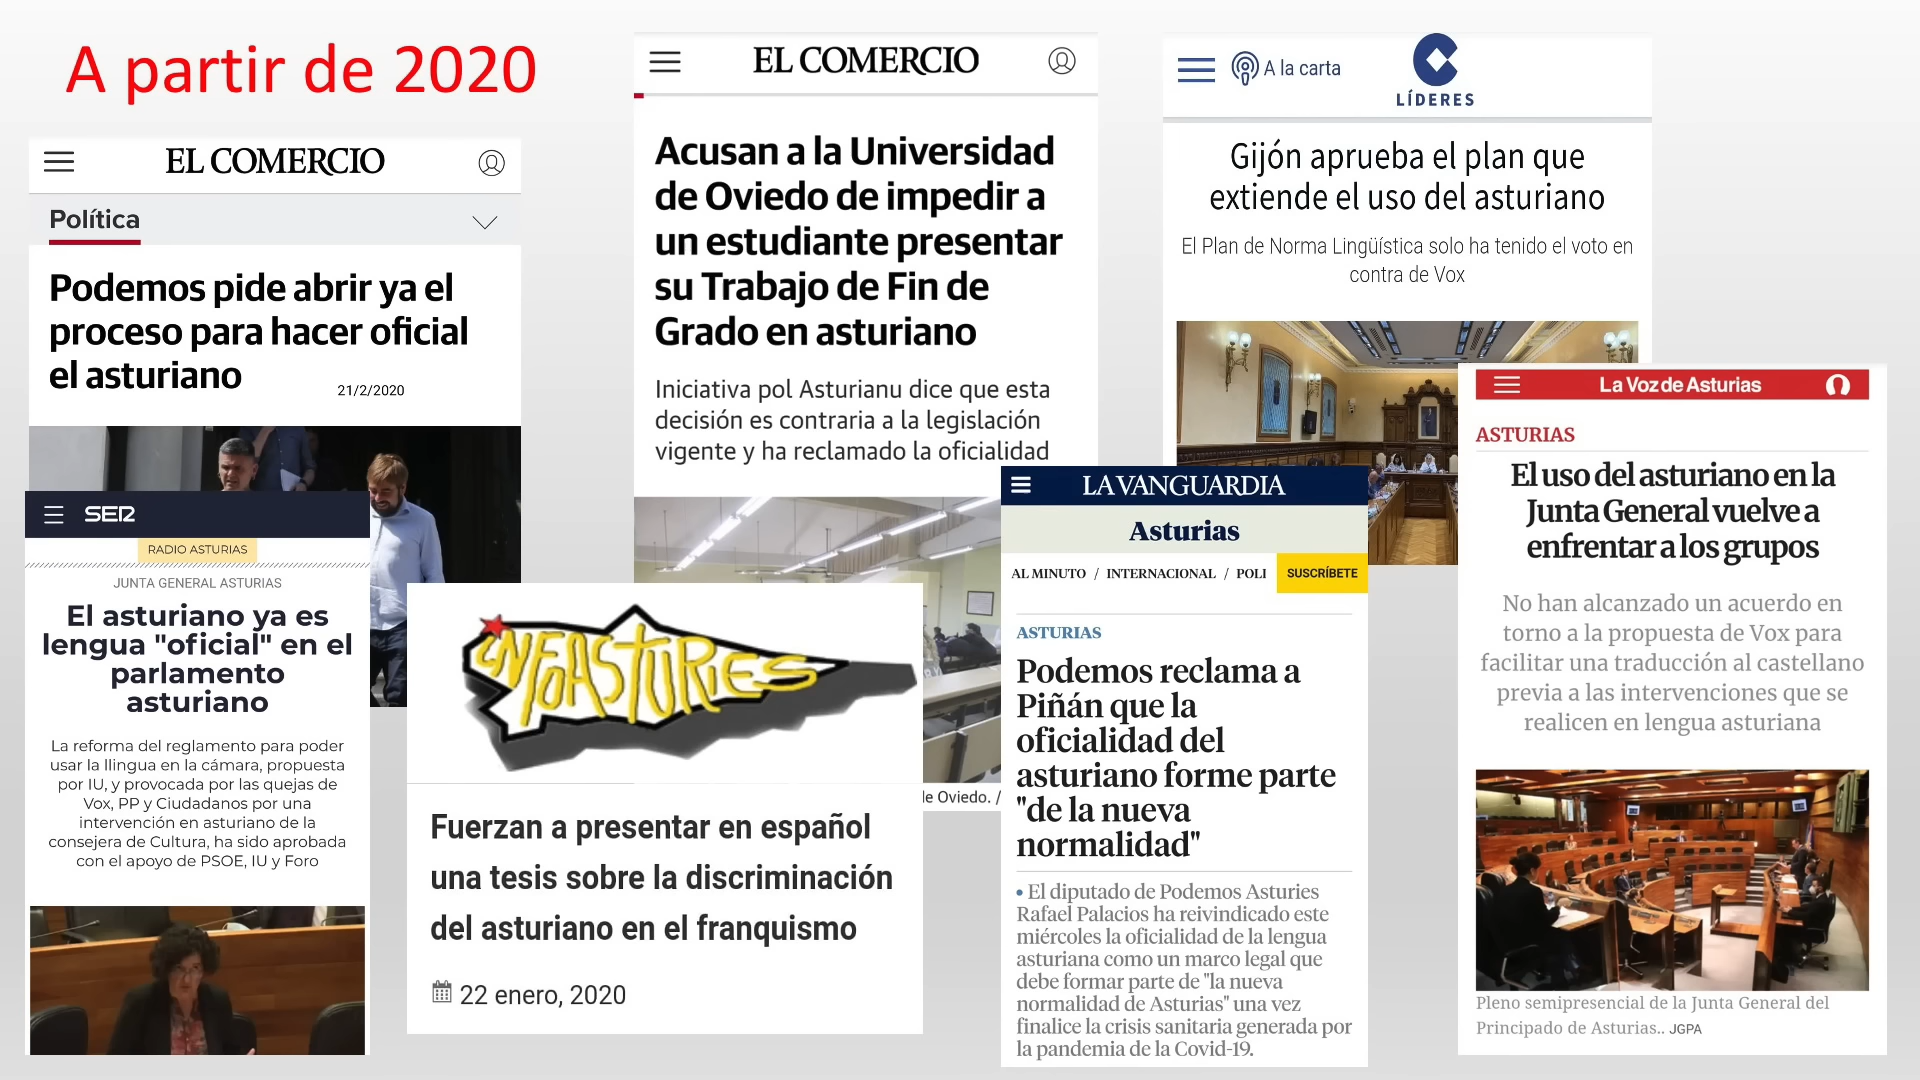 A partir de 2020
EL COMERCIO
Política
Podemos pide abrir ya el
proceso para hacer oficial
el asturiano
21/2/2020
SER
RADIO ASTURIAS
JUNTA GENERAL ASTURIAS
El asturiano ya es
lengua "oficial" en el
parlamento
asturiano
La reforma del reglamento para poder
usar la llingua en la cámara, propuesta
por IU, y provocada por las quejas de
Vox, PP y Ciudadanos por una
intervención en asturiano de la
consejera de Cultura, ha sido aprobada
con el apoyo de PSOE, IU y Foro
INFOASTURIES
Fuerzan a presentar en español
una tesis sobre la discriminación
del asturiano en el franquismo
22 enero, 2020
EL COMERCIO
Acusan a la Universidad
de Oviedo de impedir a
un estudiante presentar
su Trabajo de Fin de
Grado en asturiano
Iniciativa pol Asturianu dice que esta
decisión es contraria a la legislación
vigente y ha reclamado la oficialidad
de Oviedo. /
LA VANGUARDIA
Asturias
AL MINUTO / INTERNACIONAL / POLI
SUSCRÍBETE
ASTURIAS
Podemos reclama a
Piñán que la
oficialidad del
asturiano forme parte
"de la nueva
normalidad"
• El diputado de Podemos Asturies
Rafael Palacios ha reivindicado este
miércoles la oficialidad de la lengua
asturiana como un marco legal que
debe formar parte de "la nueva
normalidad de Asturias" una vez
finalice la crisis sanitaria generada por
la pandemia de la Covid-19.
A la carta
LÍDERES
Gijón aprueba el plan que
extiende el uso del asturiano
El Plan de Norma Lingüística solo ha tenido el voto en
contra de Vox
La Voz de Asturias
ASTURIAS
El uso del asturiano en la
Junta General vuelve a
enfrentar a los grupos
No han alcanzado un acuerdo en
torno a la propuesta de Vox para
facilitar una traducción al castellano
previa a las intervenciones que se
realicen en lengua asturiana
Pleno semipresencial de la Junta General del
Principado de Asturias.. JGPA